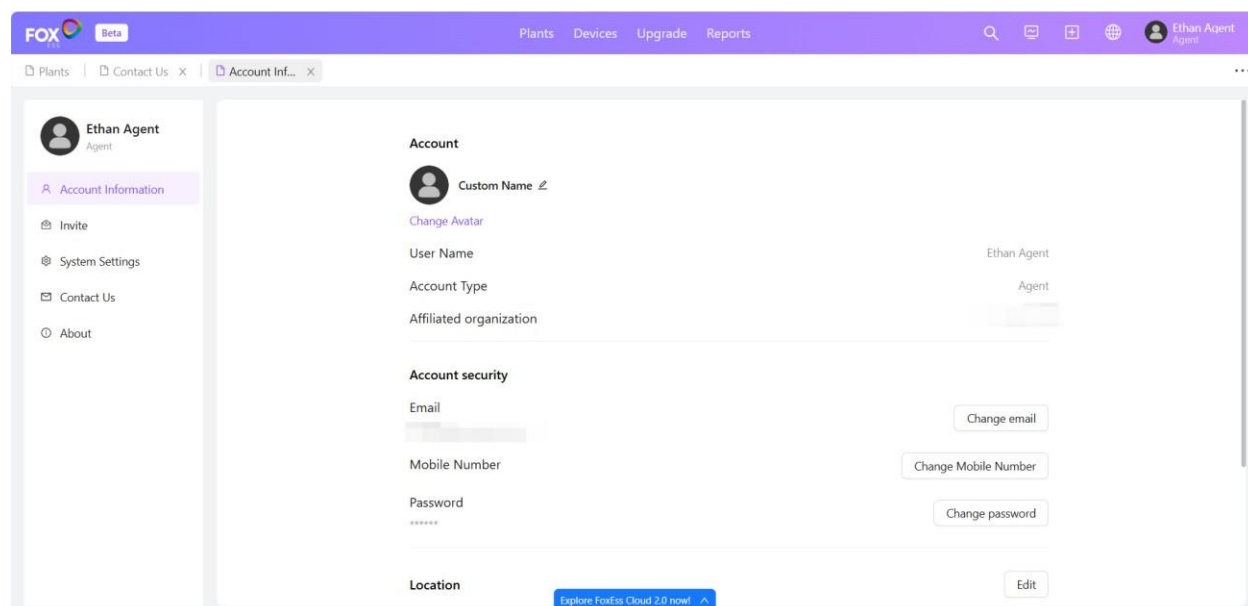 FOX ESS Beta Plants Devices Upgrade Reports Ethan Agent
Agent
Plants Contact Us X Account Inf... X ...
Ethan Agent
Agent
Account Information
Invite
System Settings
Contact Us
About
Account
Custom Name
Change Avatar
User Name Ethan Agent
Account Type Agent
Affiliated organization
Account security
Email
Change email
Mobile Number Change Mobile Number
Password
******
Change password
Location Edit
Explore FoxEss Cloud 2.0 now!